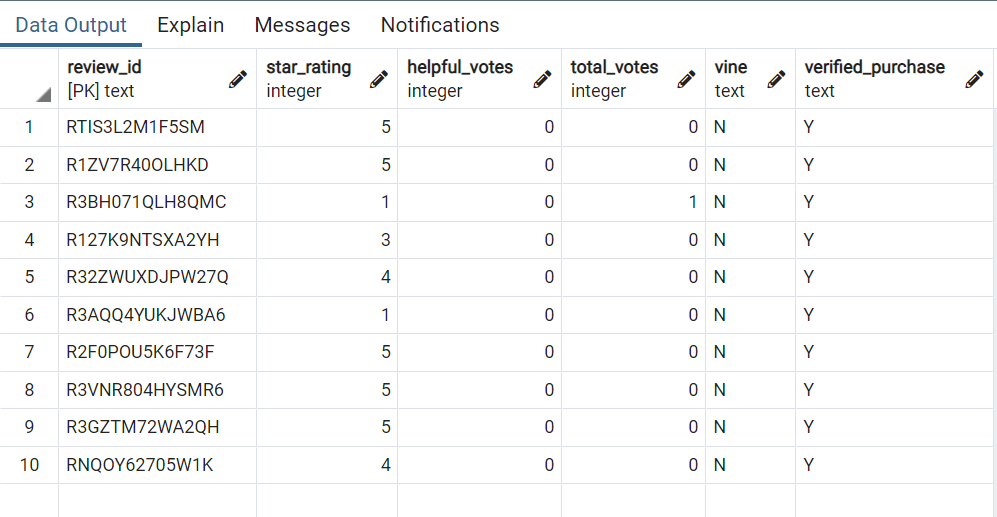 Data Output Explain Messages Notifications
review_id star_rating helpful_votes total_votes vine verified_purchase
[PK] text integer integer integer text text
1 RTIS3L2M1F5SM 5 0 0 N Y
2 R1ZV7R40OLHKD 5 0 0 N Y
3 R3BH071QLH8QMC 1 0 1 N Y
4 R127K9NTSXA2YH 3 0 0 N Y
5 R32ZWUXDJPW27Q 4 0 0 N Y
6 R3AQQ4YUKJWBA6 1 0 0 N Y
7 R2F0POU5K6F73F 5 0 0 N Y
8 R3VNR804HYSMR6 5 0 0 N Y
9 R3GZTM72WA2QH 5 0 0 N Y
10 RNQOY62705W1K 4 0 0 N Y